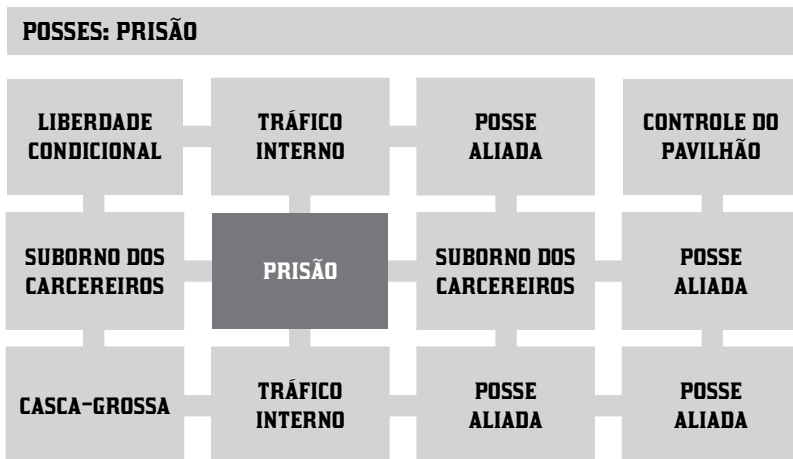 POSSES: PRISÃO
LIBERDADE
CONDICIONAL
TRÁFICO
INTERNO
POSSE
ALIADA
CONTROLE DO
PAVILHÃO
SUBORNO DOS
CARCEREIROS
PRISÃO
SUBORNO DOS
CARCEREIROS
POSSE
ALIADA
CASCA-GROSSA
TRÁFICO
INTERNO
POSSE
ALIADA
POSSE
ALIADA